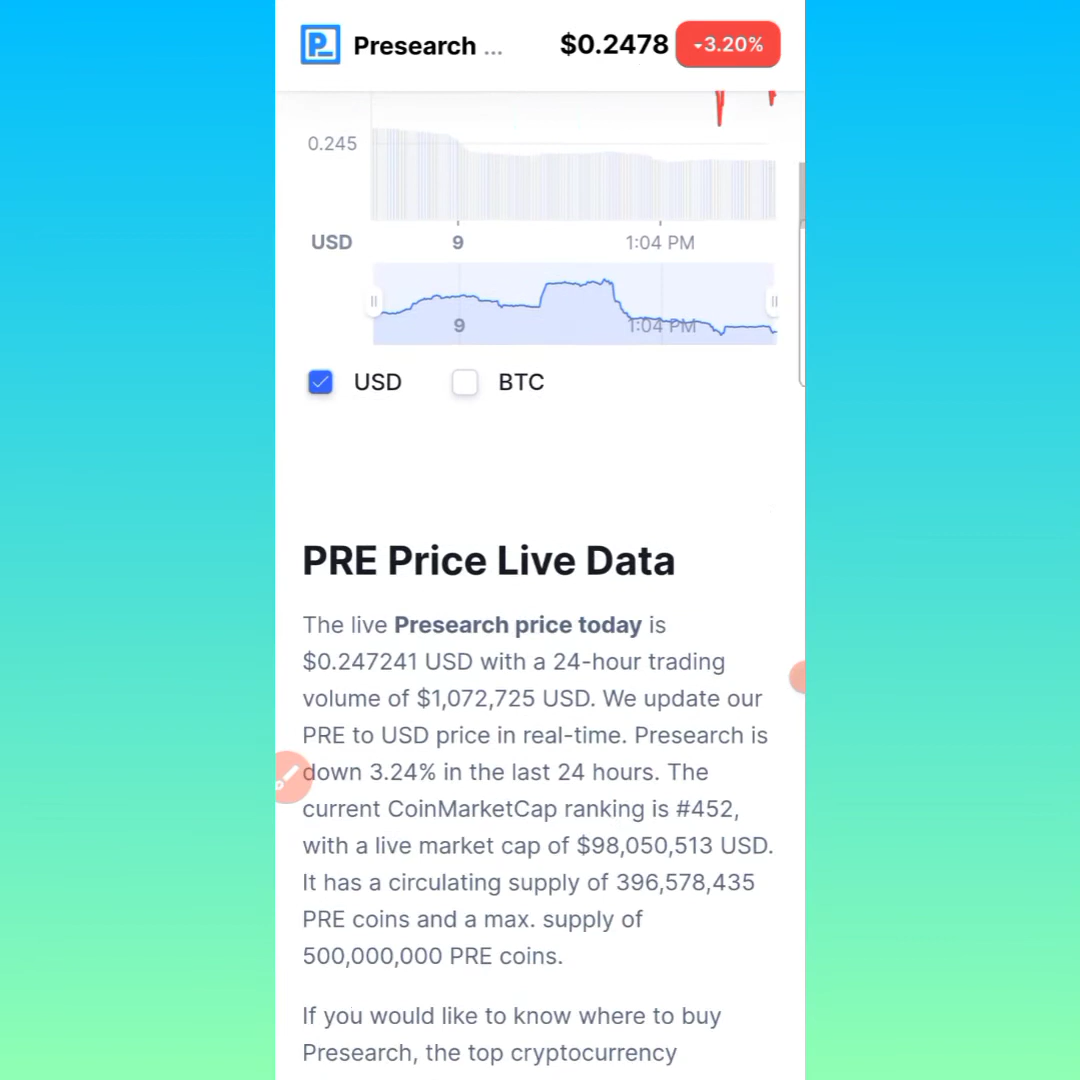 Presearch ...
$0.2478
3.20%
0.245
USD
9
1:04 PM
9
1:04 PM
USD
BTC
PRE Price Live Data
The live Presearch price today is
$0.247241 USD with a 24-hour trading
volume of $1,072,725 USD. We update our
PRE to USD price in real-time. Presearch is
down 3.24% in the last 24 hours. The
current CoinMarketCap ranking is #452,
with a live market cap of $98,050,513 USD.
It has a circulating supply of 396,578,435
PRE coins and a max. supply of
500,000,000 PRE coins.
If you would like to know where to buy
Presearch, the top cryptocurrency